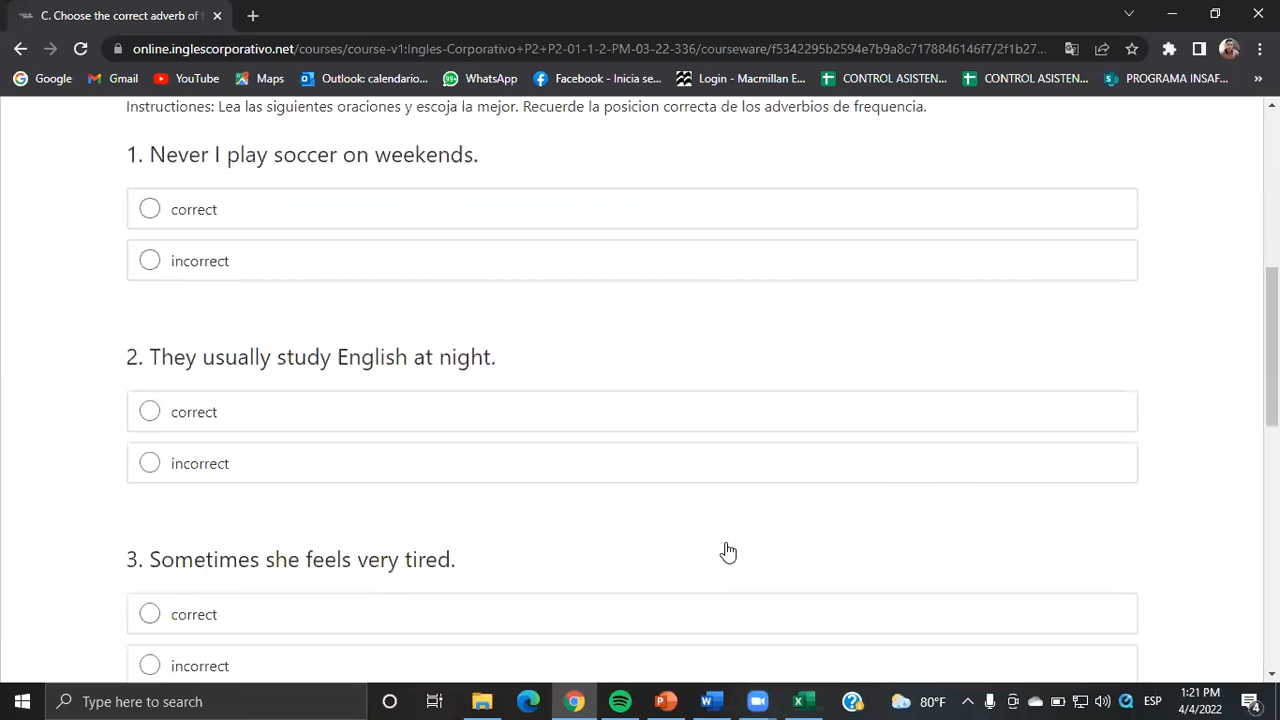 C. Choose the correct adverb of f
online.inglescorporativo.net/courses/course-v1:Ingles-Corporativo+P2+P2-01-1-2-PM-03-22-336/courseware/f5342295b2594e7b9a8c7178846146f7/2f1b27...
Google
Gmail
YouTube
Maps
Outlook: calendario...
WhatsApp
Facebook - Inicia se...
Login - Macmillan E...
CONTROL ASISTEN...
CONTROL ASISTEN...
PROGRAMA INSAF...
»
Instructiones: Lea las siguientes oraciones y escoja la mejor. Recuerde la posicion correcta de los adverbios de frequencia.
1. Never I play soccer on weekends.
correct
incorrect
2. They usually study English at night.
correct
incorrect
3. Sometimes she feels very tired.
correct
incorrect
Type here to search
80°F
ESP
1:21 PM
4/4/2022
4